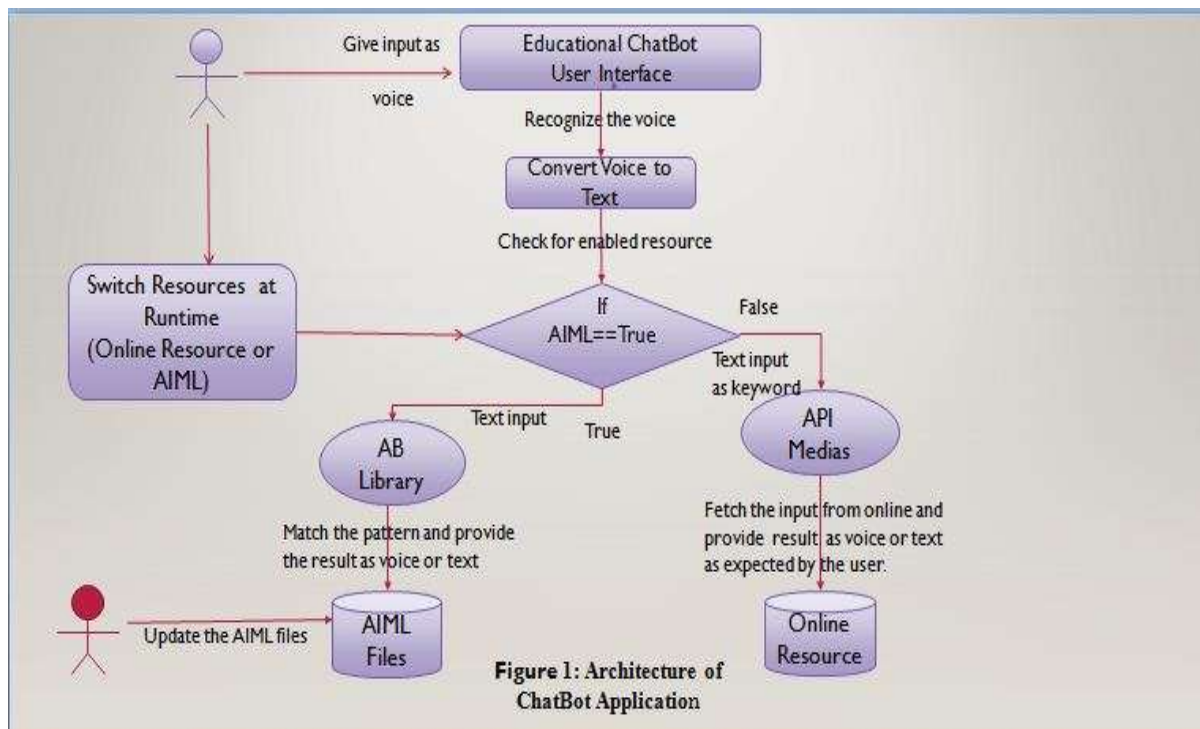 Give input as
voice
Educational ChatBot
User Interface
Recognize the voice
Convert Voice to
Text
Check for enabled resource
Switch Resources at
Runtime
(Online Resource or
AIML)
If
AIML==True
False
Text input
as keyword
Text input
True
AB
Library
API
Medias
Match the pattern and provide
the result as voice or text
Fetch the input from online and
provide result as voice or text
as expected by the user.
Update the AIML files
AIML
Files
Online
Resource
Figure 1: Architecture of
ChatBot Application